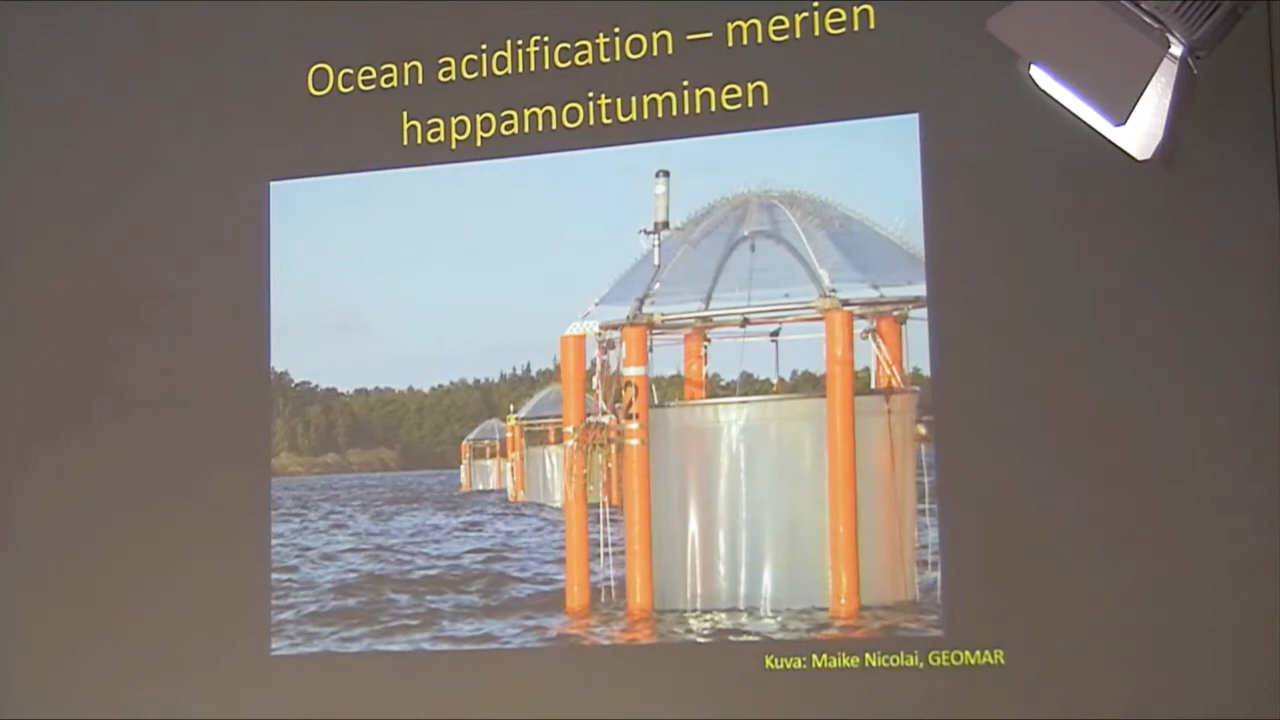 Ocean acidification – merien
happamoituminen
2
Kuva: Maike Nicolai, GEOMAR